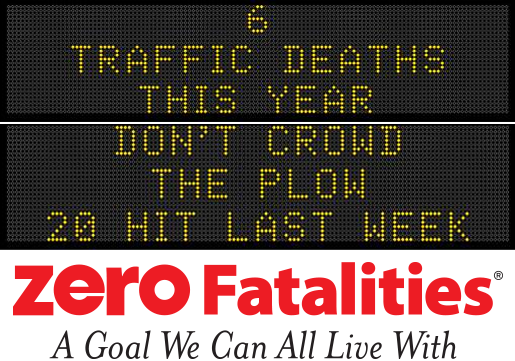 6
TRAFFIC DEATHS
THIS YEAR
DON'T CROWD
THE PLOW
20 HIT LAST WEEK
zero Fatalities®
A Goal We Can All Live With